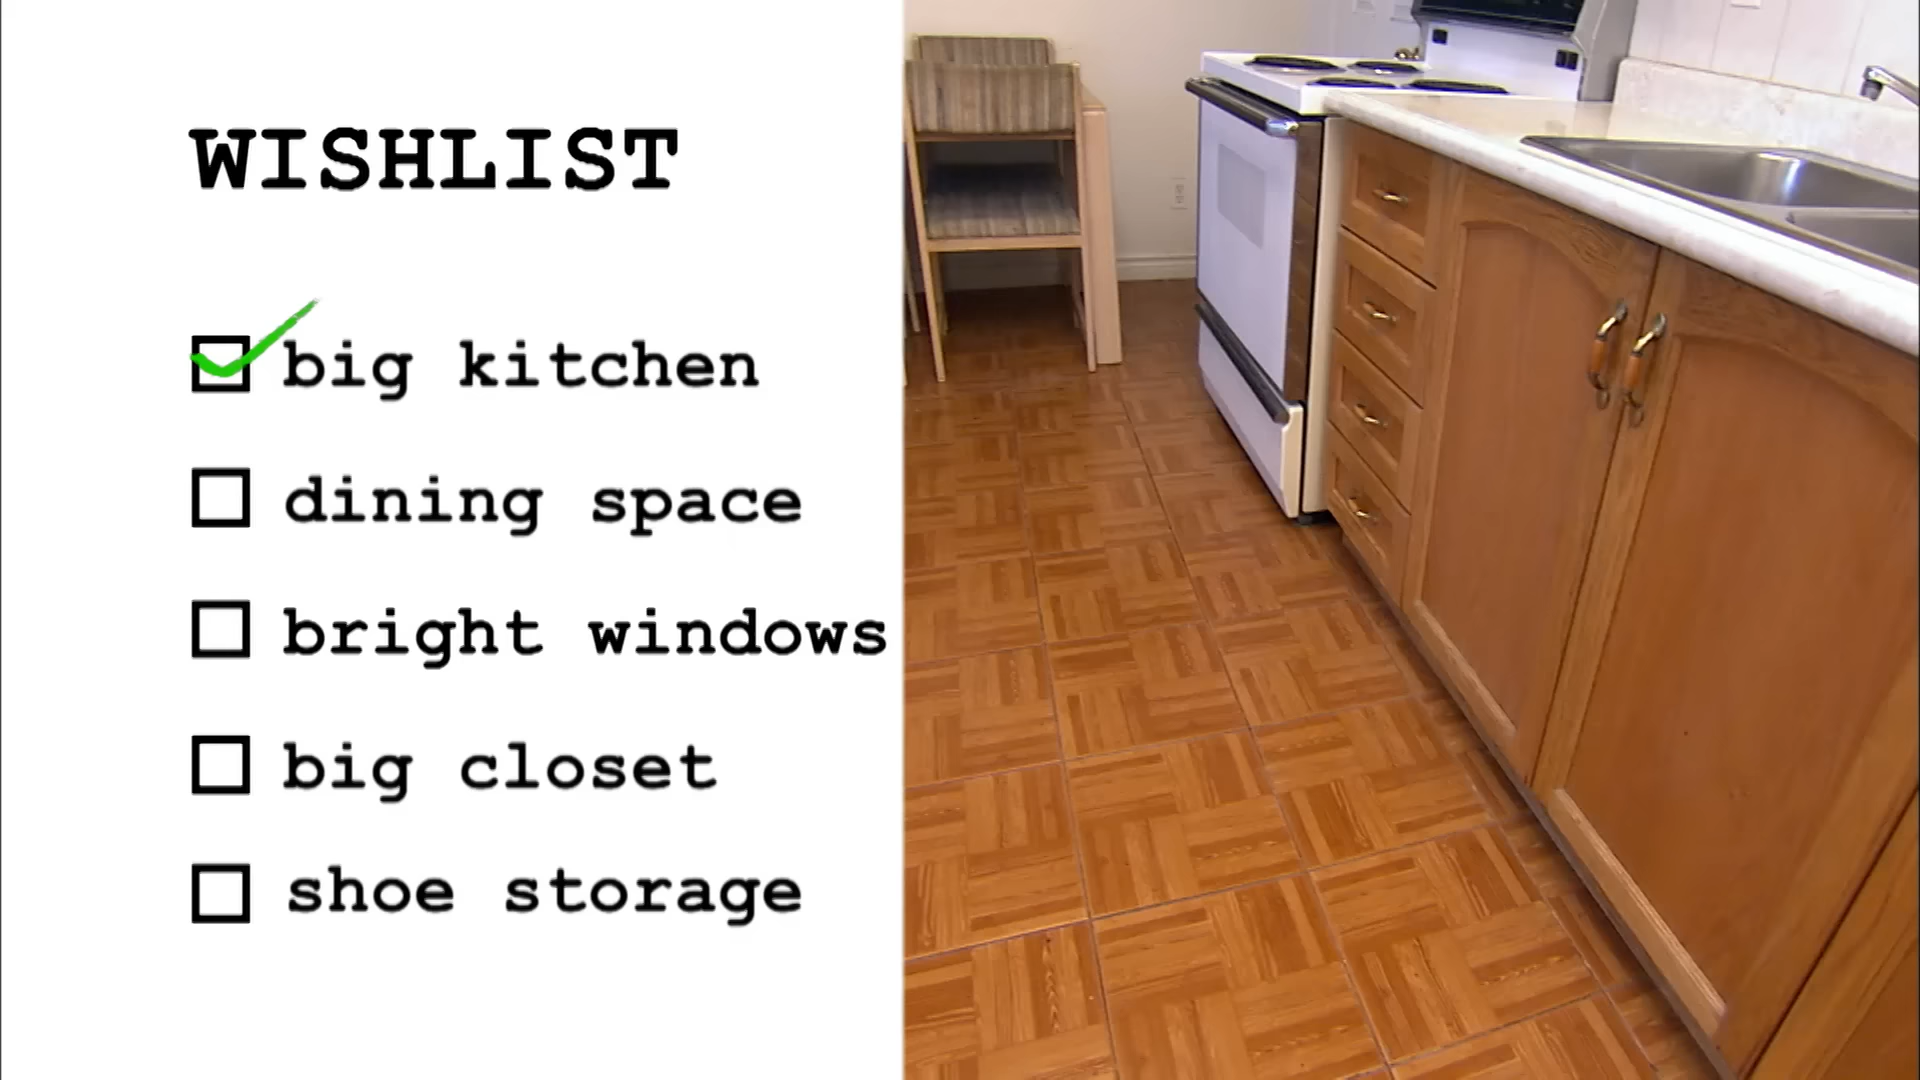 WISHLIST
big kitchen
dining space
bright windows
big closet
shoe storage